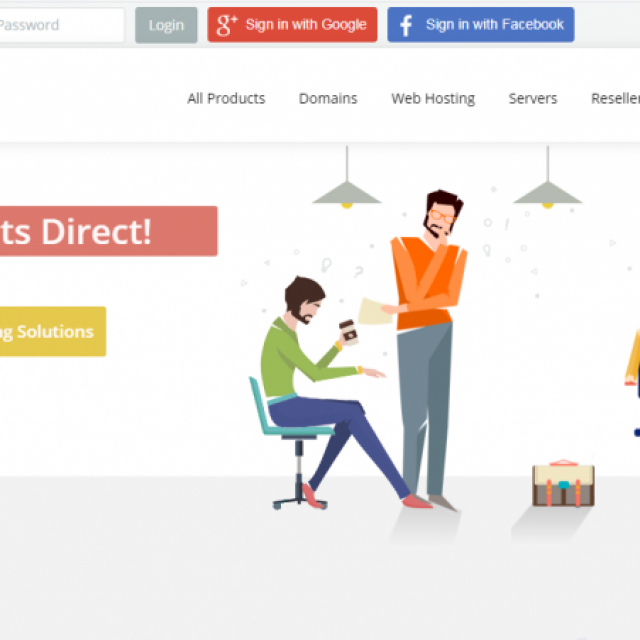 Password Login Sign in with Google Sign in with Facebook
All Products Domains Web Hosting Servers Reseller
ts Direct!
ng Solutions